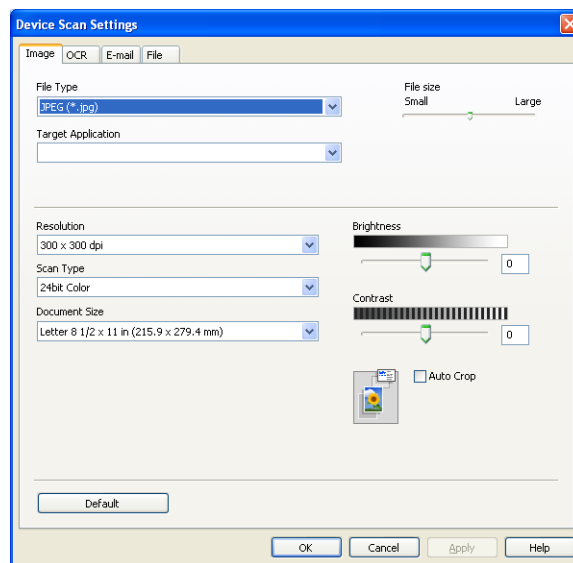 Device Scan Settings
Image OCR E-mail File
File Type
JPEG (*.jpg)
File size
Small Large
Target Application
Resolution
300 x 300 dpi
Scan Type
24bit Color
Document Size
Letter 8 1/2 x 11 in (215.9 x 279.4 mm)
Brightness
0
Contrast
0
Auto Crop
Default
OK Cancel Apply Help